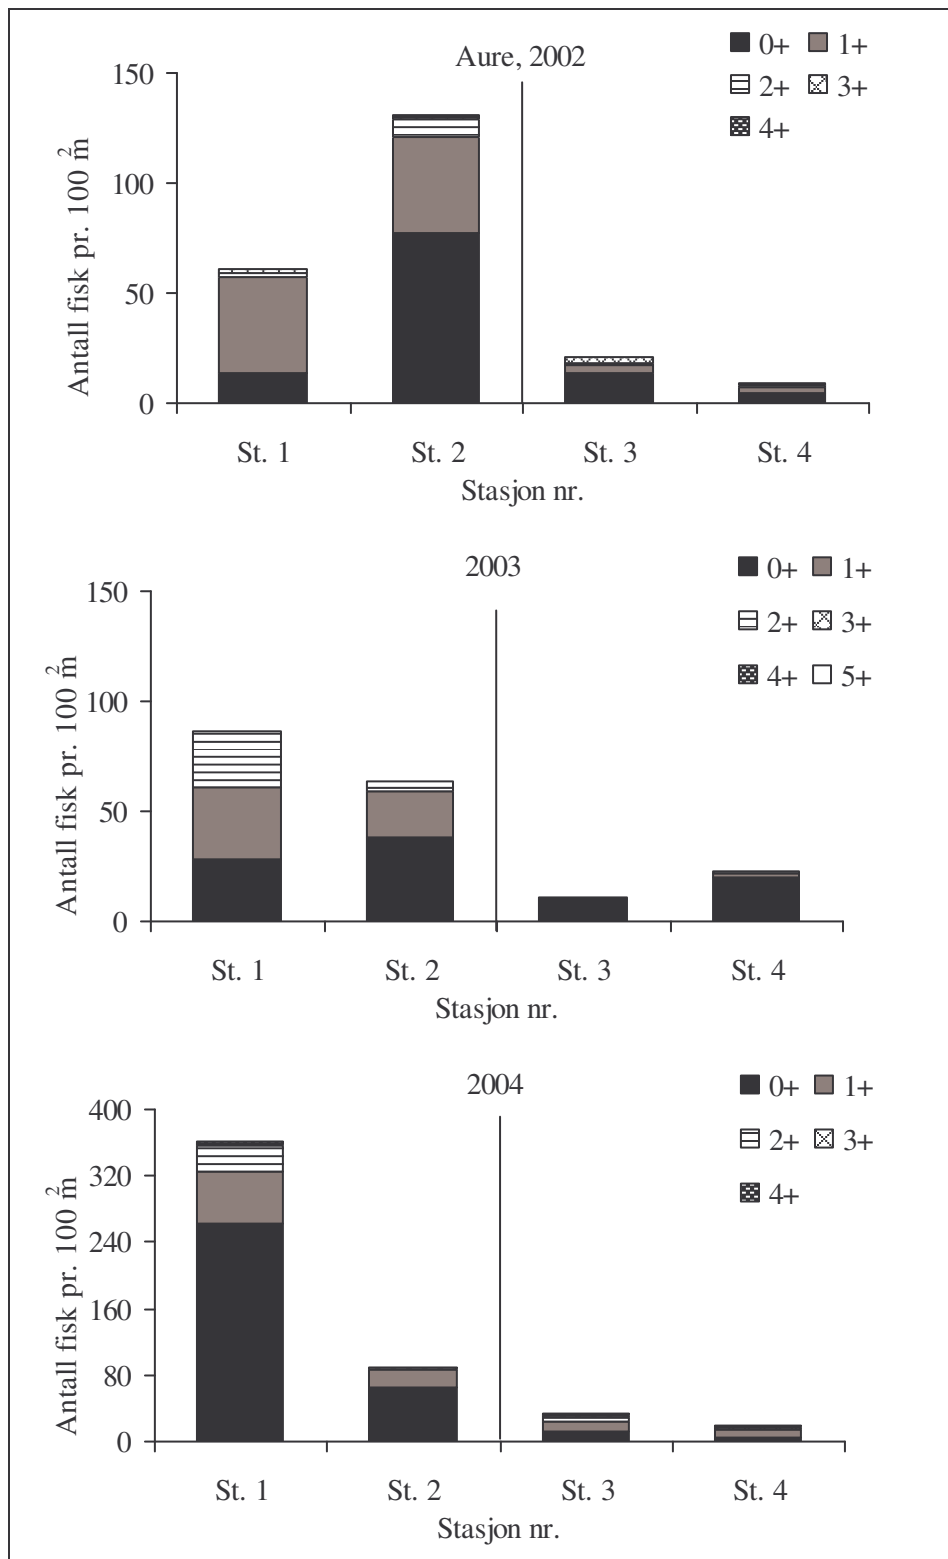 Aure, 2002
0+ 1+
2+ 3+
4+
Antall fisk pr. 100 m²
150
100
50
0
St. 1 St. 2 St. 3 St. 4
Stasjon nr.
2003
0+ 1+
2+ 3+
4+ 5+
Antall fisk pr. 100 m²
150
100
50
0
St. 1 St. 2 St. 3 St. 4
Stasjon nr.
2004
0+ 1+
2+ 3+
4+
Antall fisk pr. 100 m²
400
320
240
160
80
0
St. 1 St. 2 St. 3 St. 4
Stasjon nr.